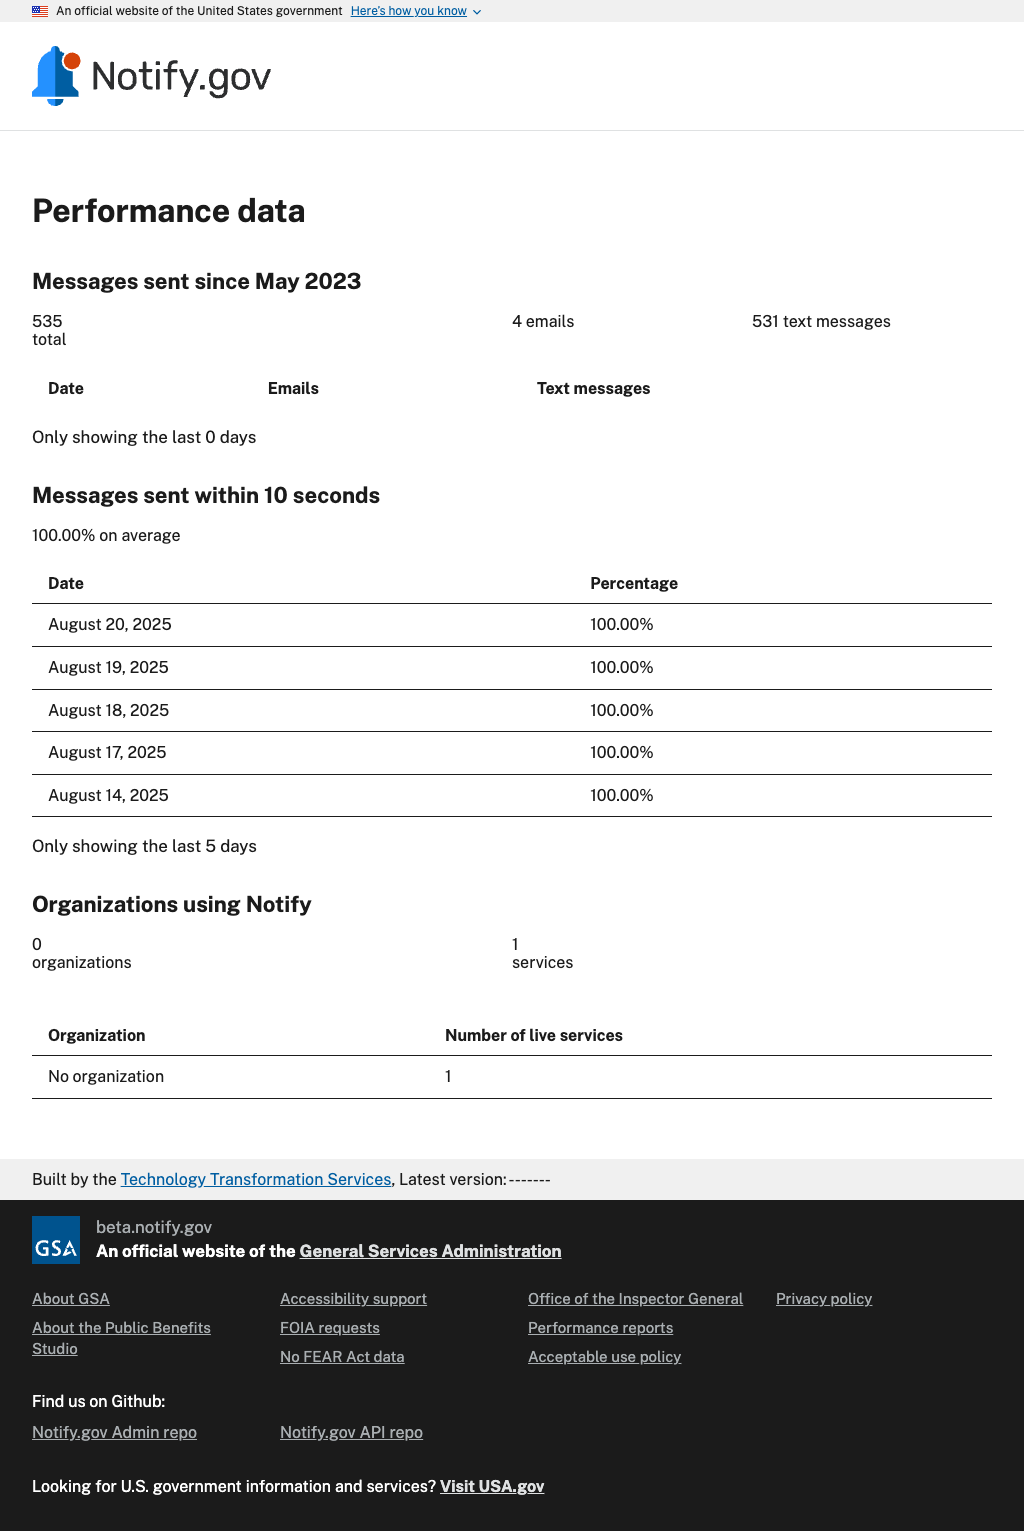 An official website of the United States government Here's how you know
Notify.gov
Performance data
Messages sent since May 2023
535
total
4 emails
531 text messages
Date Emails Text messages
Only showing the last 0 days
Messages sent within 10 seconds
100.00% on average
Date Percentage
August 20, 2025 100.00%
August 19, 2025 100.00%
August 18, 2025 100.00%
August 17, 2025 100.00%
August 14, 2025 100.00%
Only showing the last 5 days
Organizations using Notify
0
organizations
1
services
Organization Number of live services
No organization 1
Built by the Technology Transformation Services, Latest version:-------
GSA
beta.notify.gov
An official website of the General Services Administration
About GSA
About the Public Benefits
Studio
Accessibility support
FOIA requests
No FEAR Act data
Office of the Inspector General
Performance reports
Acceptable use policy
Privacy policy
Find us on Github:
Notify.gov Admin repo Notify.gov API repo
Looking for U.S. government information and services? Visit USA.gov